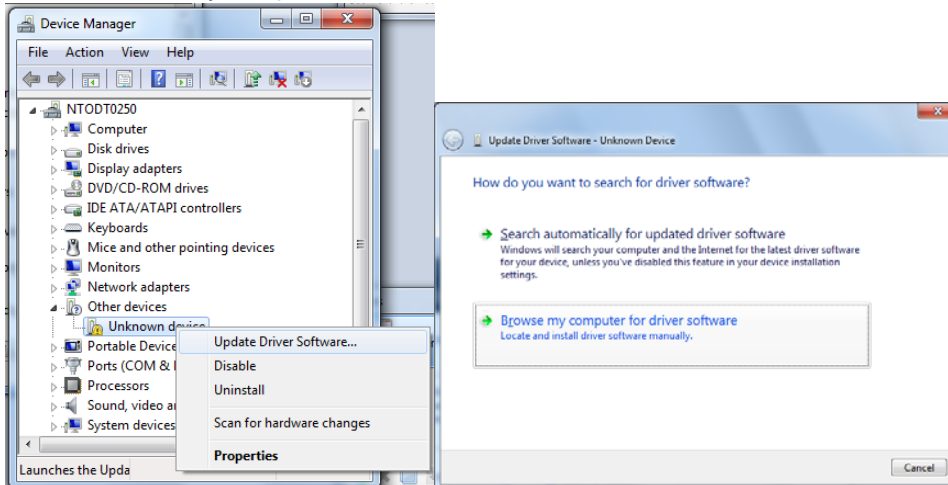 Device Manager
File Action View Help
NTODT0250
Computer
Disk drives
Display adapters
DVD/CD-ROM drives
IDE ATA/ATAPI controllers
Keyboards
Mice and other pointing devices
Monitors
Network adapters
Other devices
Unknown device
Portable Device
Ports (COM &
Processors
Sound, video a
System devices
Launches the Upda
Update Driver Software...
Disable
Uninstall
Scan for hardware changes
Properties
Update Driver Software - Unknown Device
How do you want to search for driver software?
Search automatically for updated driver software
Windows will search your computer and the Internet for the latest driver software
for your device, unless you've disabled this feature in your device installation
settings.
Browse my computer for driver software
Locate and install driver software manually.
Cancel